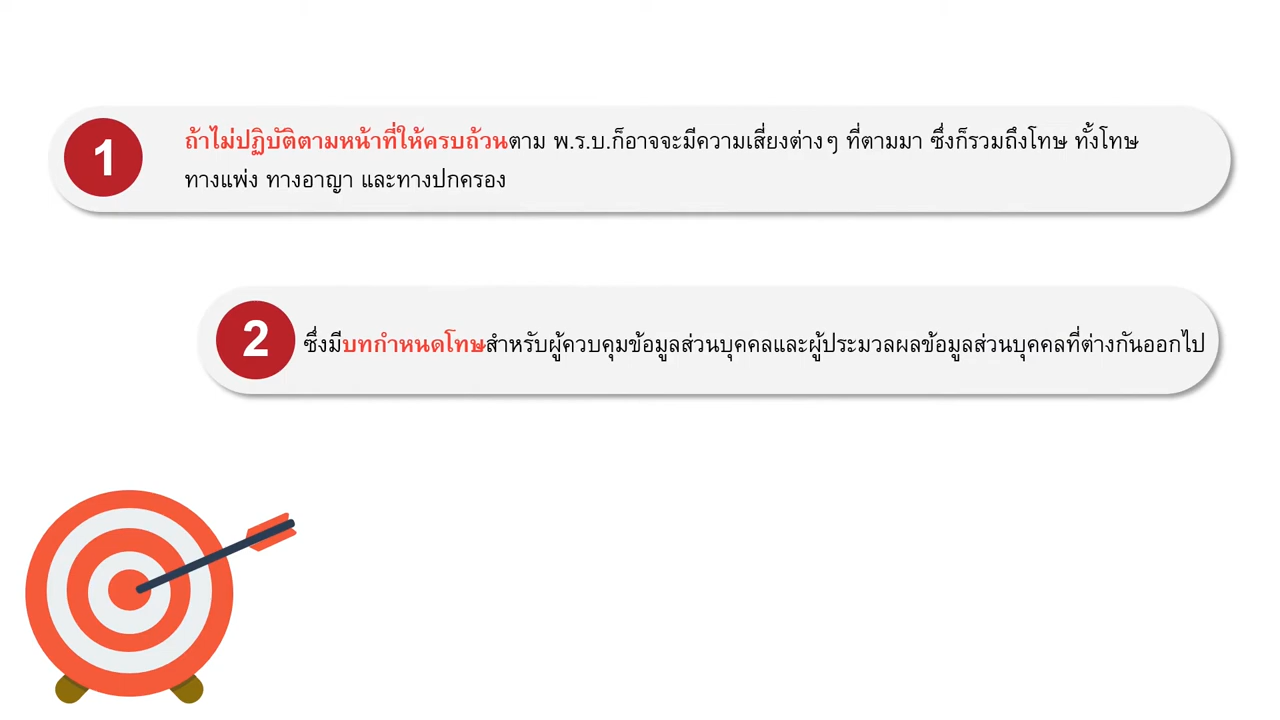 1
ถ้าไม่ปฏิบัติตามหน้าที่ให้ครบถ้วนตาม พ.ร.บ.ก็อาจจะมีความเสี่ยงต่างๆ ที่ตามมา ซึ่งก็รวมถึงโทษ ทั้งโทษ
ทางแพ่ง ทางอาญา และทางปกครอง
2
ซึ่งมีบทกำหนดโทษสำหรับผู้ควบคุมข้อมูลส่วนบุคคลและผู้ประมวลผลข้อมูลส่วนบุคคลที่ต่างกันออกไป